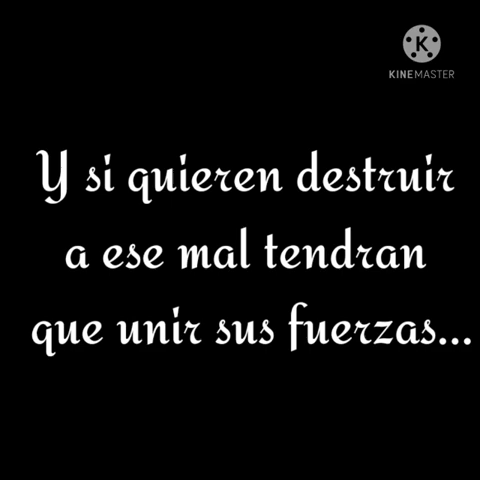 KINEMASTER
Y si quieren destruir
a ese mal tendran
que unir sus fuerzas...